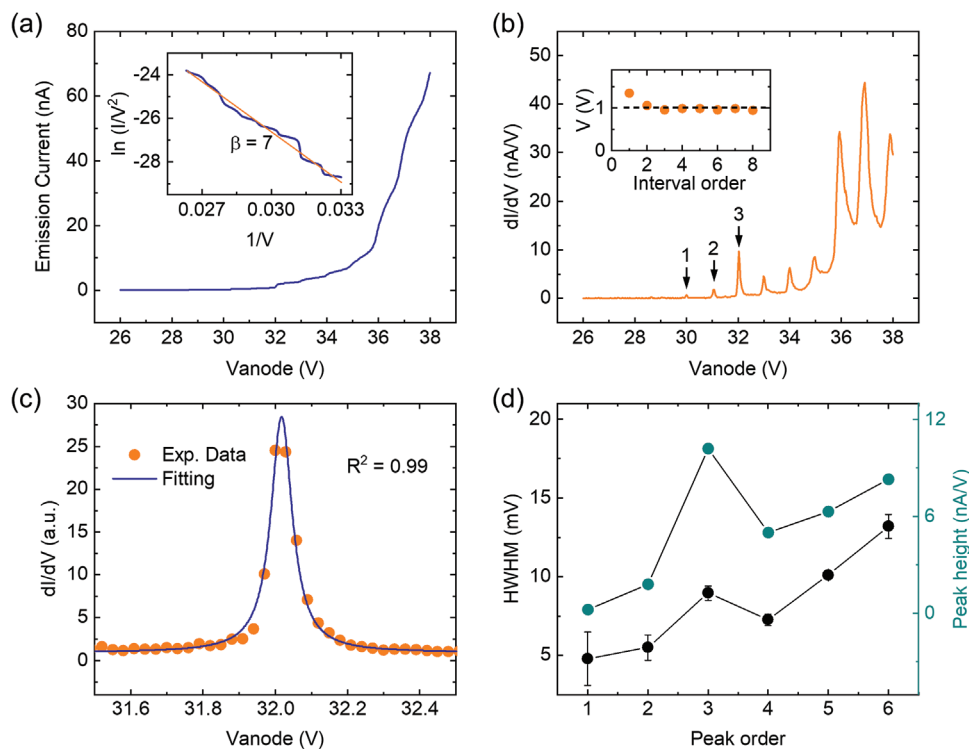 (a)
80
60
40
20
0
Emission Current (nA)
26 28 30 32 34 36 38
Vanode (V)
-24
-26
-28
ln (I/V²)
β = 7
0.027 0.030 0.033
1/V
(b)
50
40
30
20
10
0
dI/dV (nA/V)
26 28 30 32 34 36 38
Vanode (V)
1
2
3
2
1
0
V (V)
0 2 4 6 8
Interval order
(c)
30
25
20
15
10
5
0
dI/dV (a.u.)
Exp. Data
Fitting
R² = 0.99
31.6 31.8 32.0 32.2 32.4
Vanode (V)
(d)
20
15
10
5
HWHM (mV)
12
6
0
Peak height (nA/V)
1 2 3 4 5 6
Peak order